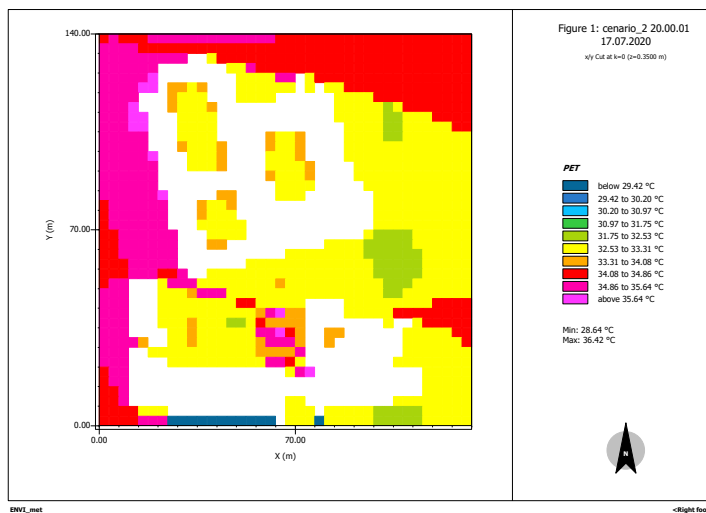 Figure 1: cenario_2 20.00.01
17.07.2020
x/y Cut at k=0 (z=0.3500 m)
140.00
70.00
0.00
Y (m)
0.00
70.00
X (m)
PET
below 29.42 °C
29.42 to 30.20 °C
30.20 to 30.97 °C
30.97 to 31.75 °C
31.75 to 32.53 °C
32.53 to 33.31 °C
33.31 to 34.08 °C
34.08 to 34.86 °C
34.86 to 35.64 °C
above 35.64 °C
Min: 28.64 °C
Max: 36.42 °C
N
ENVI_met
<Right foo